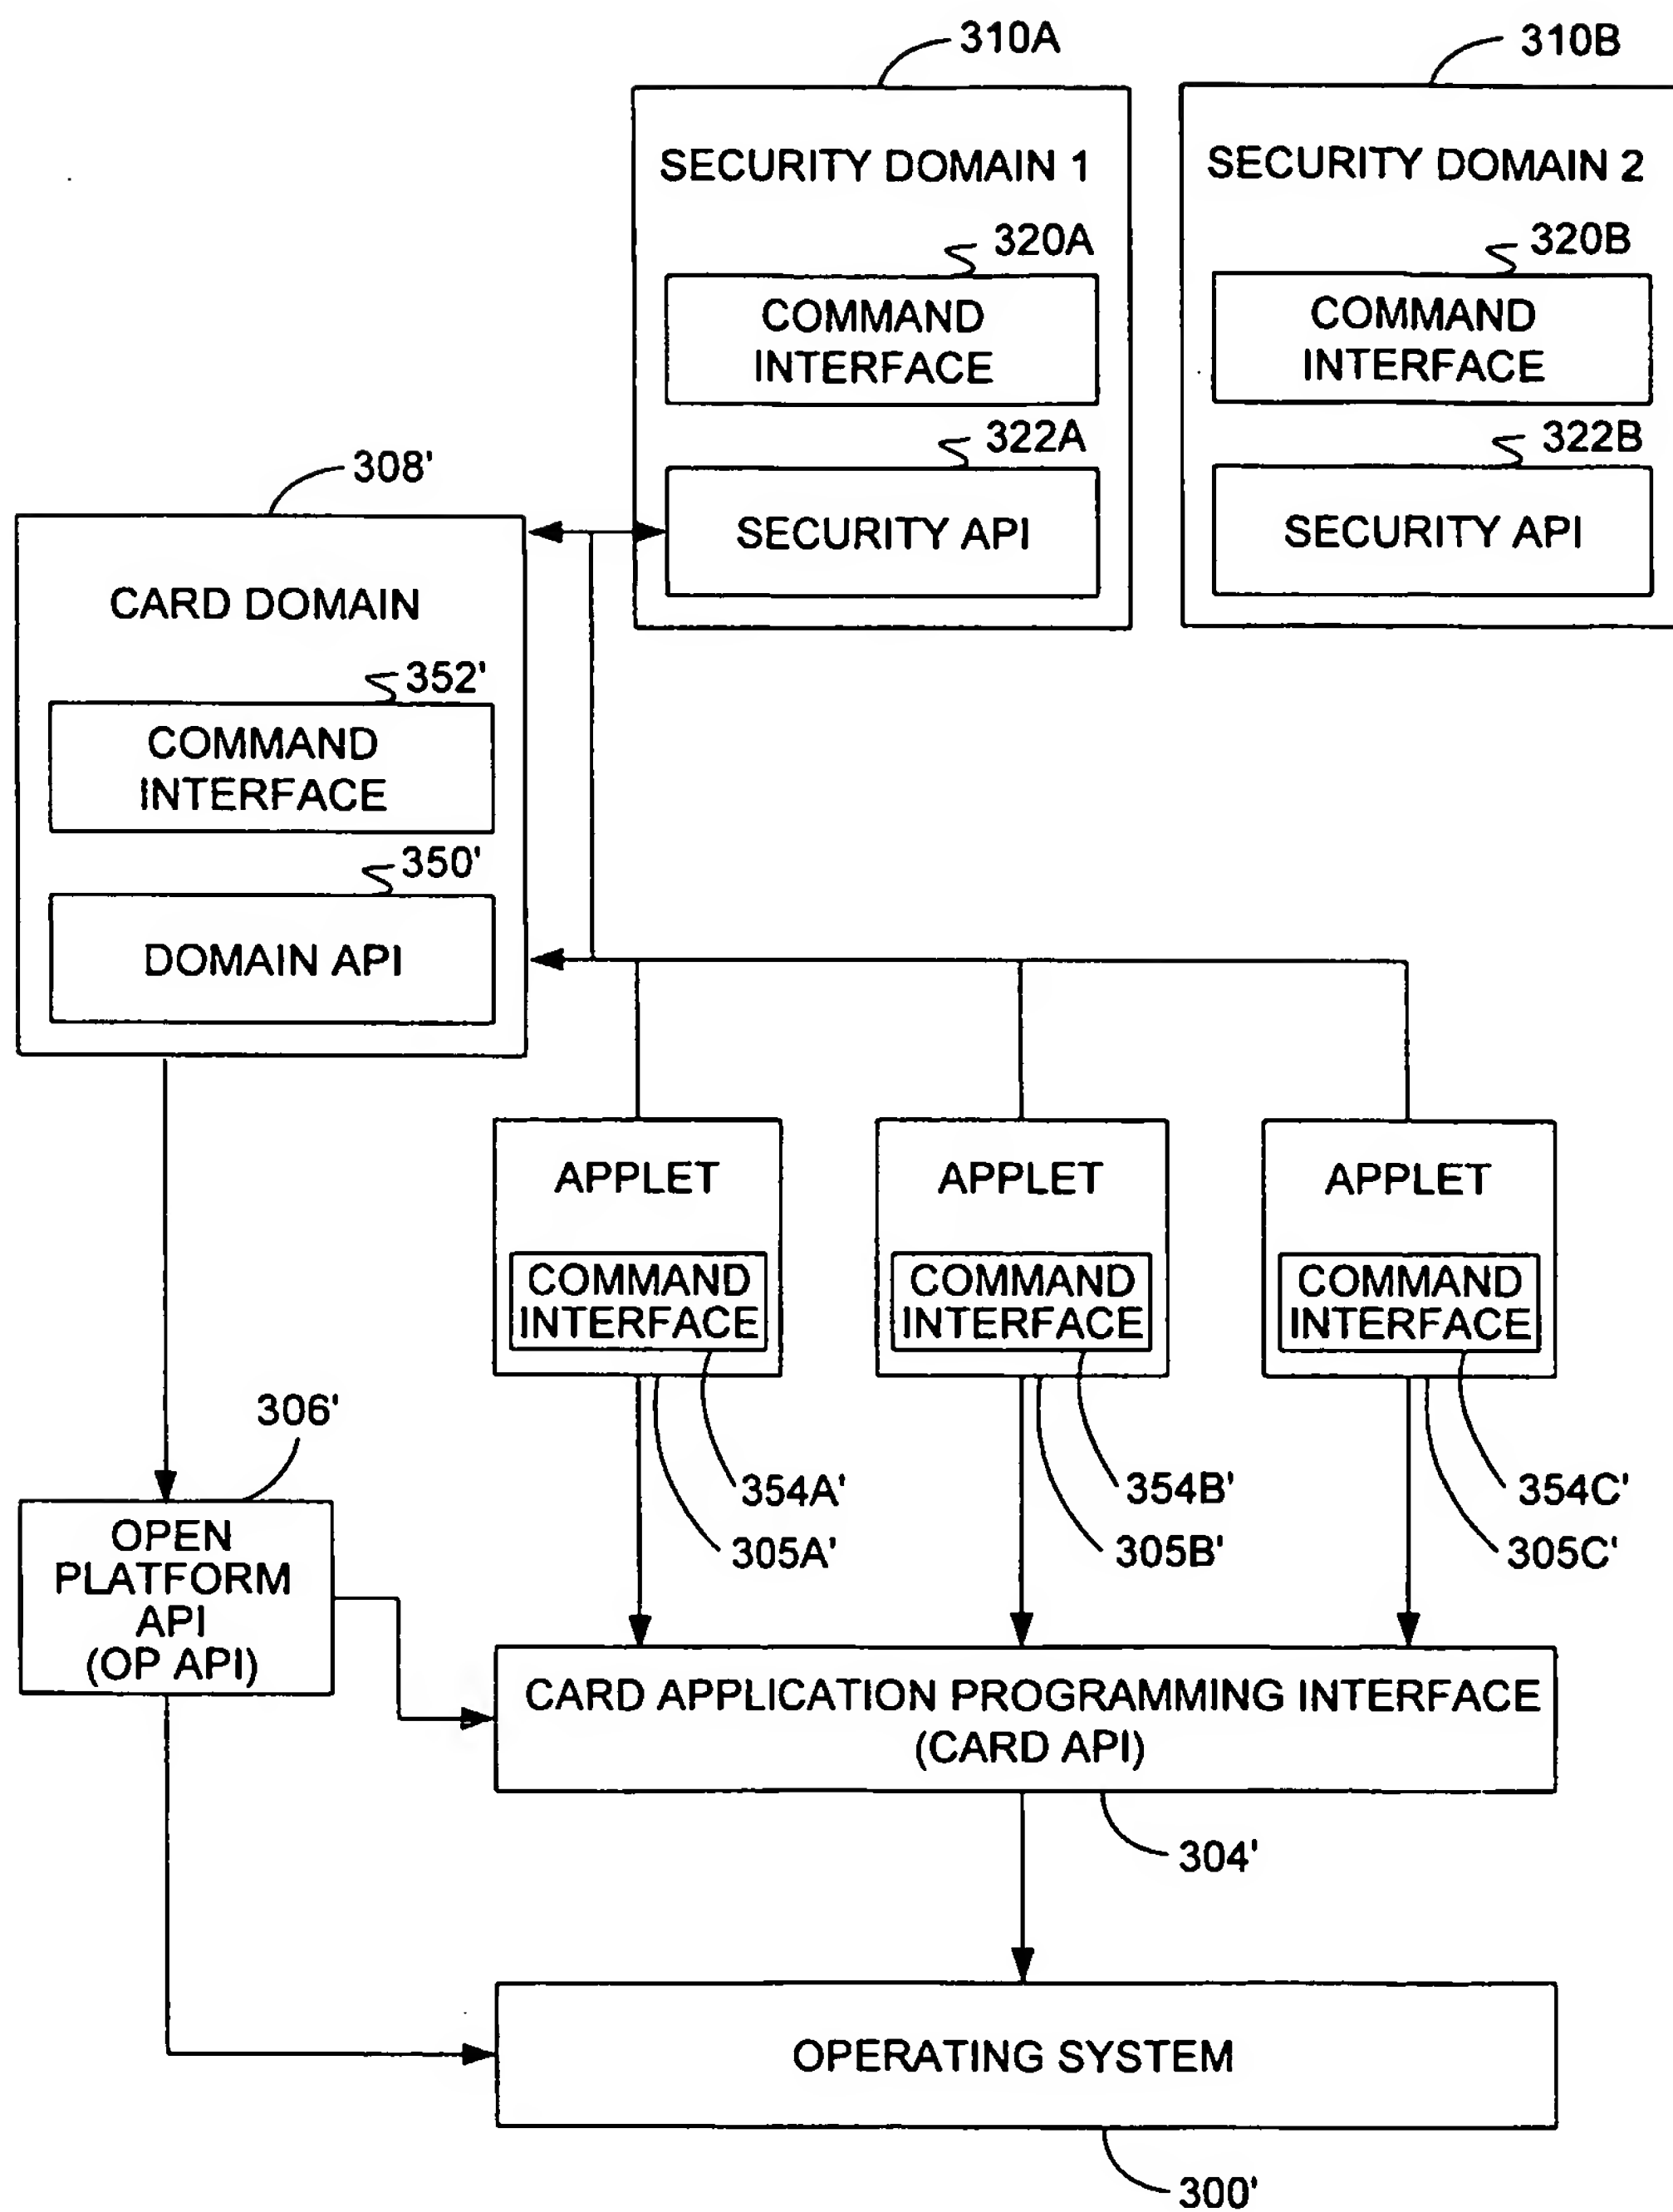 310A
310B
SECURITY DOMAIN 1
SECURITY DOMAIN 2
320A
320B
COMMAND
INTERFACE
COMMAND
INTERFACE
322A
322B
SECURITY API
SECURITY API
308'
CARD DOMAIN
352'
COMMAND
INTERFACE
350'
DOMAIN API
APPLET
APPLET
APPLET
COMMAND
INTERFACE
COMMAND
INTERFACE
COMMAND
INTERFACE
306'
354A'
354B'
354C'
305A'
305B'
305C'
OPEN
PLATFORM
API
(OP API)
CARD APPLICATION PROGRAMMING INTERFACE
(CARD API)
304'
OPERATING SYSTEM
300'